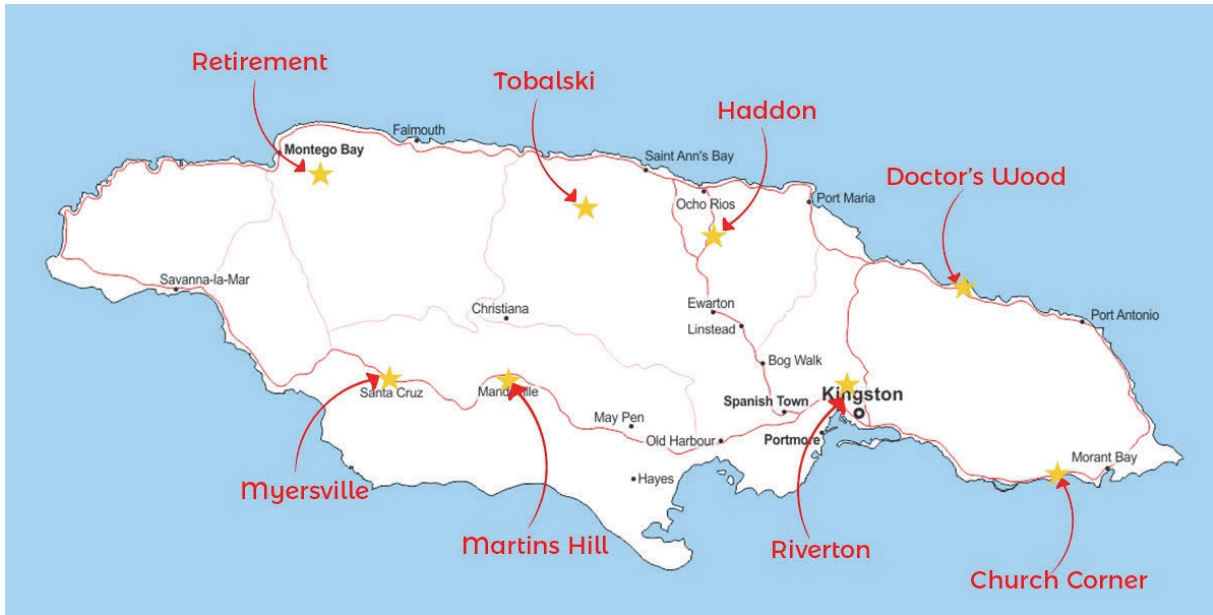 Retirement
Tobalski
Haddon
Falmouth
Montego Bay
Saint Ann's Bay
Doctor's Wood
Ocho Rios
Port Maria
Savanna-la-Mar
Christiana
Ewarton
Linstead
Port Antonio
Bog Walk
Santa Cruz
Kingston
Spanish Town
May Pen
Old Harbour
Portmore
Morant Bay
Hayes
Myersville
Martins Hill
Riverton
Church Corner